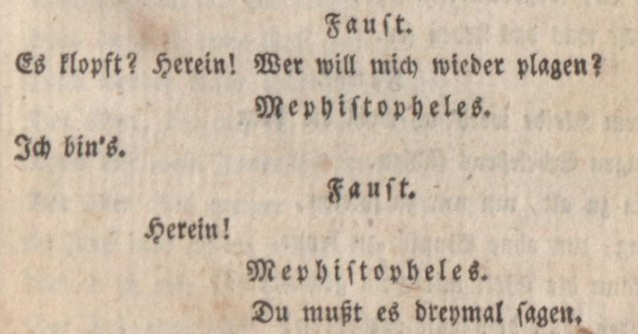 Fauſt.
Es klopft? Herein! Wer will mich wieder plagen?
Mephiſtopheles.
Ich bin's.
Fauſt.
Herein!
Mephiſtopheles.
Du mußt es dreymal ſagen.